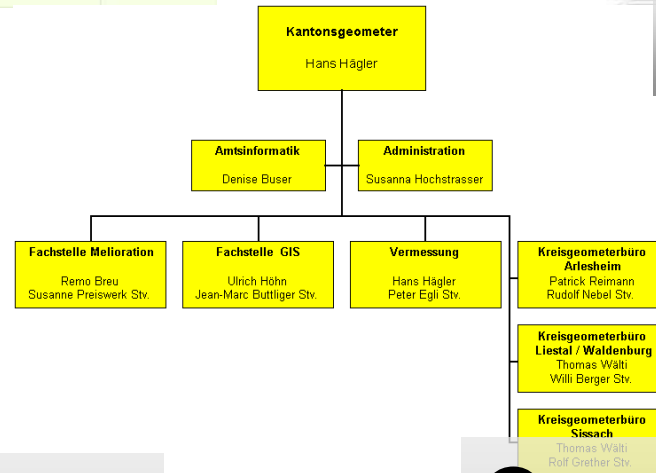 Kantonsgeometer
Hans Hägler
Amtsinformatik
Denise Buser
Administration
Susanna Hochstrasser
Fachstelle Melioration
Remo Breu
Susanne Preiswerk Stv.
Fachstelle GIS
Ulrich Höhn
Jean-Marc Buttliger Stv.
Vermessung
Hans Hägler
Peter Egli Stv.
Kreisgeometerbüro
Arlesheim
Patrick Reimann
Rudolf Nebel Stv.
Kreisgeometerbüro
Liestal / Waldenburg
Thomas Wälti
Willi Berger Stv.
Kreisgeometerbüro
Sissach
Thomas Wälti
Rolf Grether Stv.